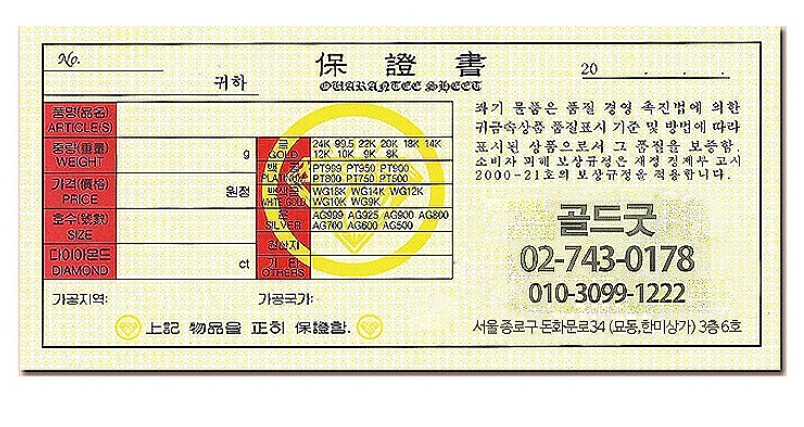 No.
귀하
保 證 書
GUARANTEE SHEET
20 . . .
품명(品名)
ARTICLE(S)
중량(重量)
WEIGHT
g
가격(價格)
PRICE
원정
호수(號數)
SIZE
다이아몬드
DIAMOND
ct
금
GOLD
24K 99.5 22K 20K 18K 14K
12K 10K 9K 8K
백 금
PLATINUM
PT999 PT950 PT900
PT800 PT750 PT500
백색금
WHITE GOLD
WG18K WG14K WG12K
WG10K WG9K
은
SILVER
AG999 AG925 AG900 AG800
AG700 AG600 AG500
원산지
기 타
OTHERS
좌기 물품은 품질 경영 촉진법에 의한
귀금속상품 품질표시 기준 및 방법에 따라
표시된 상품으로서 그 품질을 보증함.
소비자 피해 보상규정은 재정 경제부 고시
2000-21호의 보상규정을 적용합니다.
골드굿
02-743-0178
010-3099-1222
서울 종로구 돈화문로34 (묘동,한미상가) 3층 6호
가공지역:
가공국가:
上記 物品을 正히 保證함.